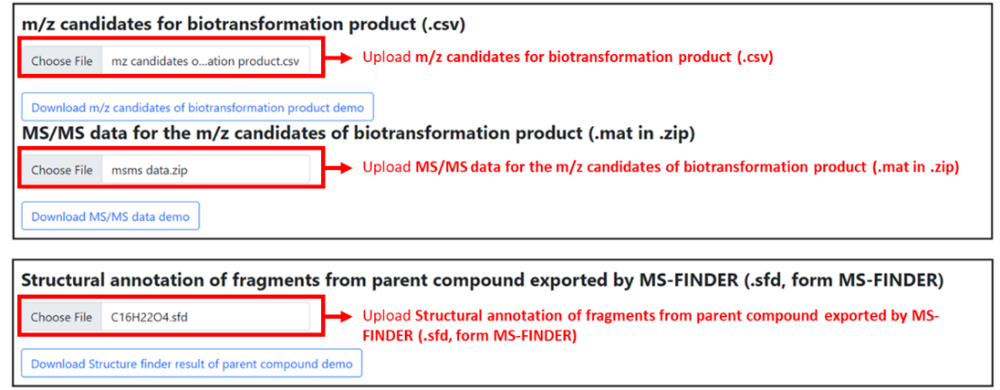 m/z candidates for biotransformation product (.csv)
Choose File mz candidates o...ation product.csv Upload m/z candidates for biotransformation product (.csv)
Download m/z candidates of biotransformation product demo
MS/MS data for the m/z candidates of biotransformation product (.mat in .zip)
Choose File msms data.zip Upload MS/MS data for the m/z candidates of biotransformation product (.mat in .zip)
Download MS/MS data demo
Structural annotation of fragments from parent compound exported by MS-FINDER (.sfd, form MS-FINDER)
Choose File C16H22O4.sfd Upload Structural annotation of fragments from parent compound exported by MS-
FINDER (.sfd, form MS-FINDER)
Download Structure finder result of parent compound demo